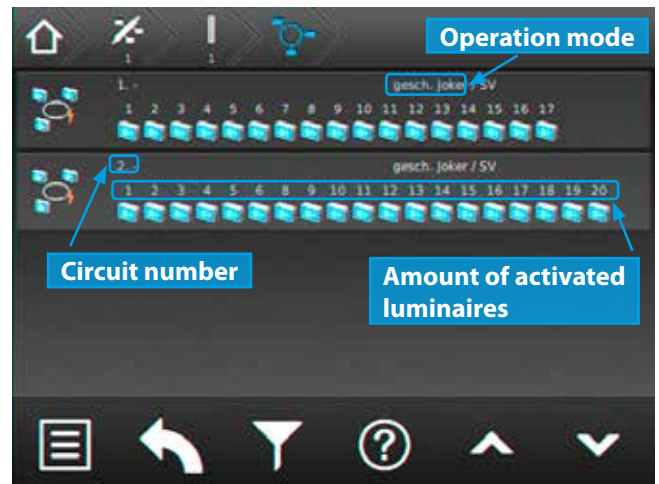 Operation mode
1 1
1. - gesch. Joker / SV
1 2 3 4 5 6 7 8 9 10 11 12 13 14 15 16 17
2. - gesch. Joker / SV
1 2 3 4 5 6 7 8 9 10 11 12 13 14 15 16 17 18 19 20
Circuit number
Amount of activated
luminaires
?